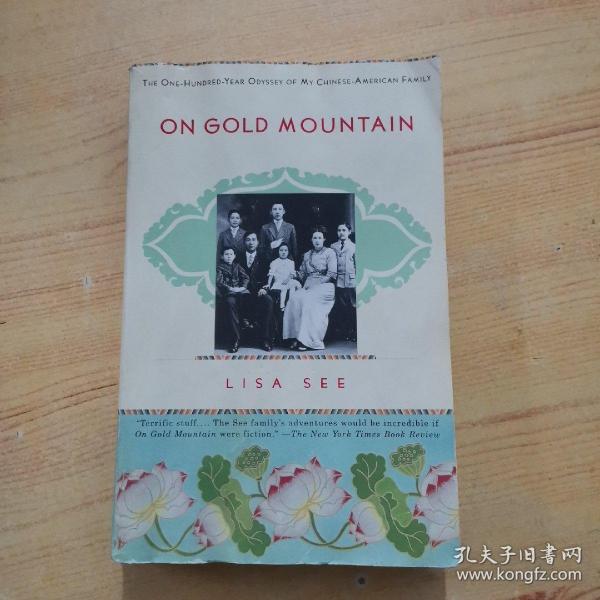 THE ONE-HUNDRED-YEAR ODYSSEY OF MY CHINESE-AMERICAN FAMILY
ON GOLD MOUNTAIN
LISA SEE
"Terrific stuff.... The See family's adventures would be incredible if
On Gold Mountain were fiction." —The New York Times Book Review
孔夫子旧书网
www.kongfz.com